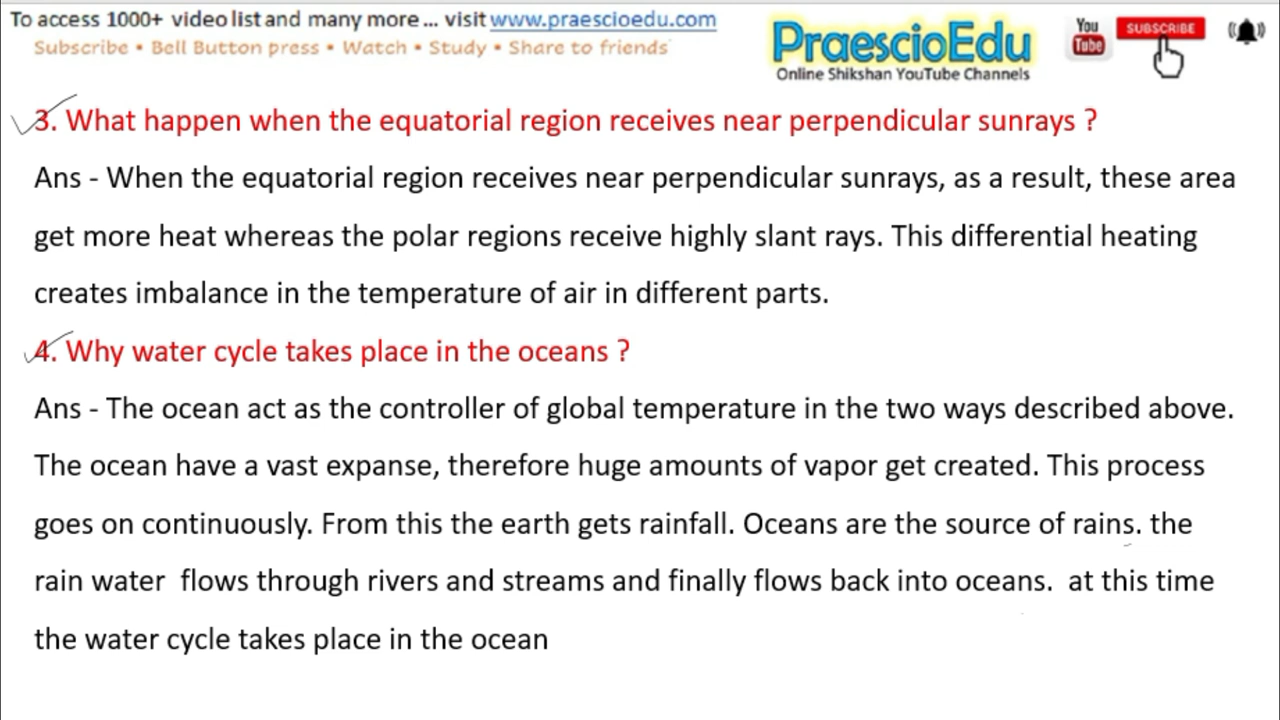 To access 1000+ video list and many more... visit www.praescioedu.com
Subscribe • Bell Button press • Watch • Study • Share to friends
PraescioEdu
Online Shikshan YouTube Channels
You
Tube
SUBSCRIBE
3. What happen when the equatorial region receives near perpendicular sunrays ?
Ans - When the equatorial region receives near perpendicular sunrays, as a result, these area
get more heat whereas the polar regions receive highly slant rays. This differential heating
creates imbalance in the temperature of air in different parts.
4. Why water cycle takes place in the oceans ?
Ans - The ocean act as the controller of global temperature in the two ways described above.
The ocean have a vast expanse, therefore huge amounts of vapor get created. This process
goes on continuously. From this the earth gets rainfall. Oceans are the source of rains. the
rain water  flows through rivers and streams and finally flows back into oceans.  at this time
the water cycle takes place in the ocean